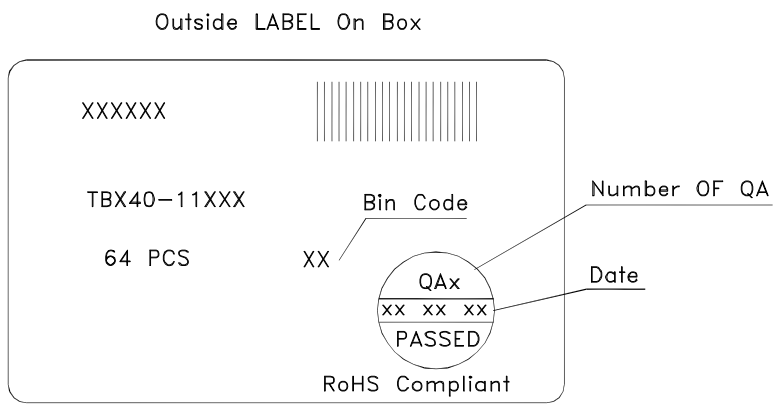 Outside LABEL On Box
XXXXXX
TBX40-11XXX
Bin Code
Number OF QA
64 PCS
XX
QAx
Date
xx xx xx
PASSED
RoHS Compliant